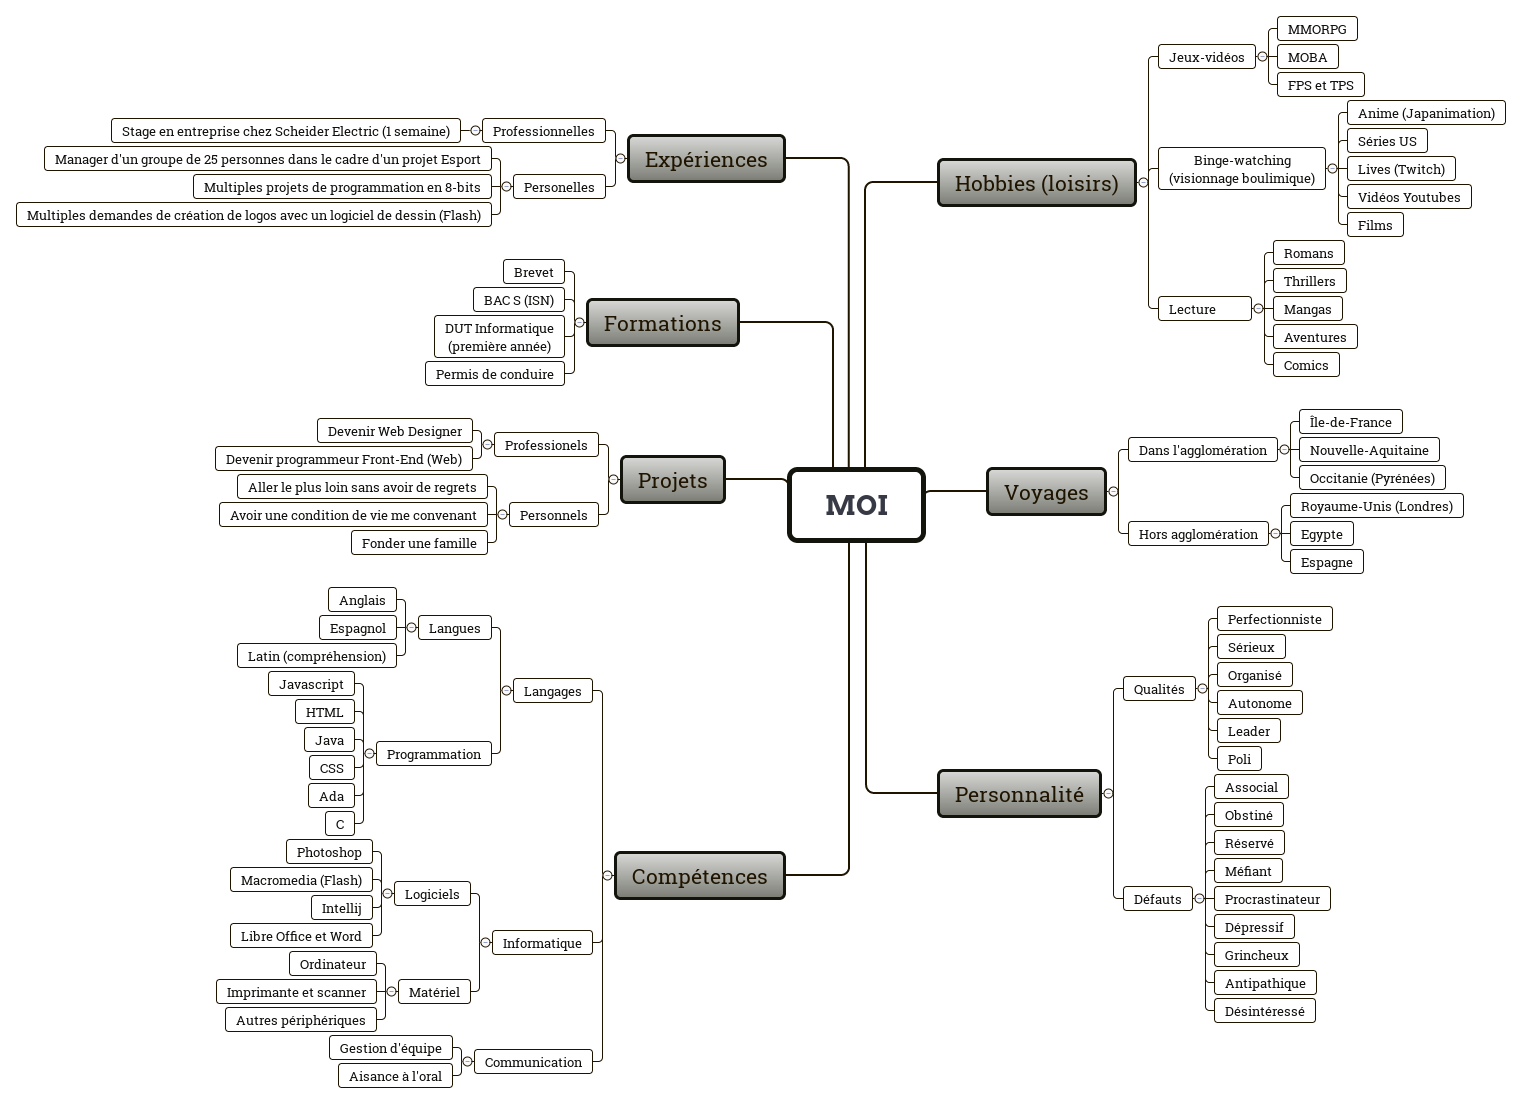 MOI
Expériences
Professionnelles
Stage en entreprise chez Scheider Electric (1 semaine)
Personelles
Manager d'un groupe de 25 personnes dans le cadre d'un projet Esport
Multiples projets de programmation en 8-bits
Multiples demandes de création de logos avec un logiciel de dessin (Flash)
Formations
Brevet
BAC S (ISN)
DUT Informatique
(première année)
Permis de conduire
Projets
Professionels
Devenir Web Designer
Devenir programmeur Front-End (Web)
Personnels
Aller le plus loin sans avoir de regrets
Avoir une condition de vie me convenant
Fonder une famille
Compétences
Langages
Langues
Anglais
Espagnol
Latin (compréhension)
Programmation
Javascript
HTML
Java
CSS
Ada
C
Informatique
Logiciels
Photoshop
Macromedia (Flash)
Intellij
Libre Office et Word
Matériel
Ordinateur
Imprimante et scanner
Autres périphériques
Communication
Gestion d'équipe
Aisance à l'oral
Hobbies (loisirs)
Jeux-vidéos
MMORPG
MOBA
FPS et TPS
Binge-watching
(visionnage boulimique)
Anime (Japanimation)
Séries US
Lives (Twitch)
Vidéos Youtubes
Films
Lecture
Romans
Thrillers
Mangas
Aventures
Comics
Voyages
Dans l'agglomération
Île-de-France
Nouvelle-Aquitaine
Occitanie (Pyrénées)
Hors agglomération
Royaume-Unis (Londres)
Egypte
Espagne
Personnalité
Qualités
Perfectionniste
Sérieux
Organisé
Autonome
Leader
Poli
Défauts
Associal
Obstiné
Réservé
Méfiant
Procrastinateur
Dépressif
Grincheux
Antipathique
Désintéressé